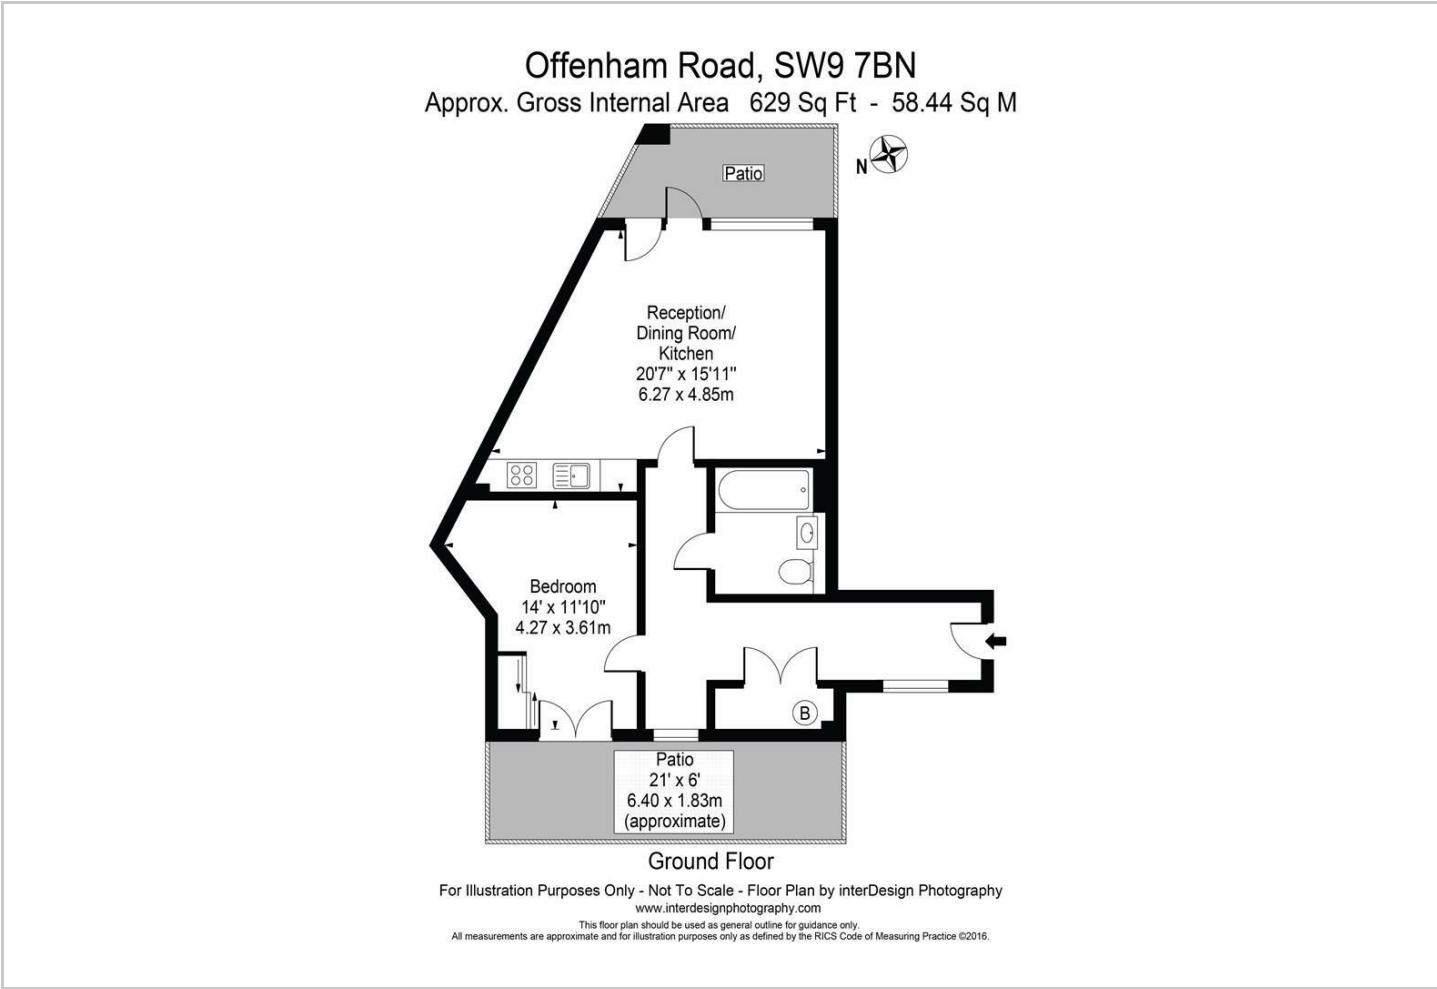 Offenham Road, SW9 7BN
Approx. Gross Internal Area 629 Sq Ft - 58.44 Sq M
Patio
N
Reception/
Dining Room/
Kitchen
20'7" x 15'11"
6.27 x 4.85m
Bedroom
14' x 11'10"
4.27 x 3.61m
B
Patio
21' x 6'
6.40 x 1.83m
(approximate)
Ground Floor
For Illustration Purposes Only - Not To Scale - Floor Plan by interDesign Photography
www.interdesignphotography.com
This floor plan should be used as general outline for guidance only.
All measurements are approximate and for illustration purposes only as defined by the RICS Code of Measuring Practice ©2016.